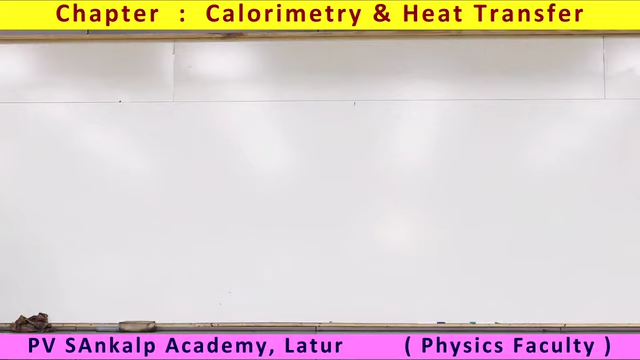 Chapter : Calorimetry & Heat Transfer
PV SAnkalp Academy, Latur ( Physics Faculty )